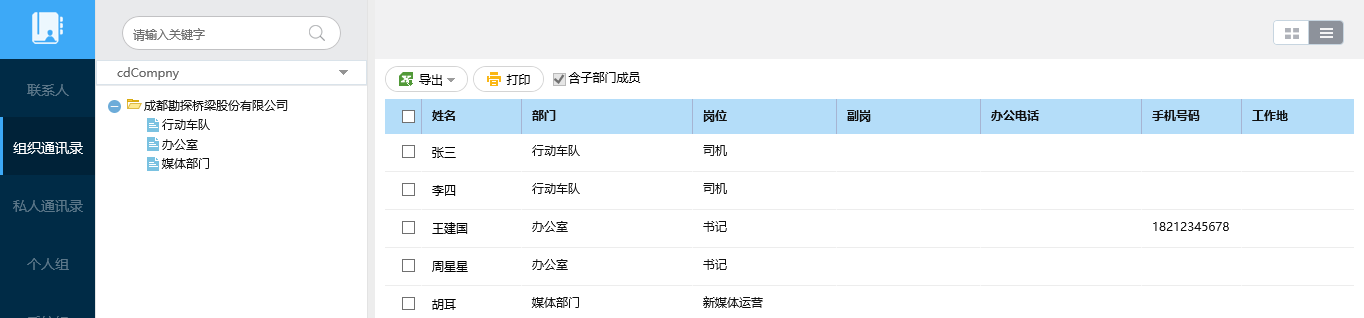 联系人
组织通讯录
私人通讯录
个人组
请输入关键字
cdCompny
成都勘探桥梁股份有限公司
行动车队
办公室
媒体部门
导出 打印 含子部门成员
姓名 部门 岗位 副岗 办公电话 手机号码 工作地
张三 行动车队 司机
李四 行动车队 司机
王建国 办公室 书记 18212345678
周星星 办公室 书记
胡耳 媒体部门 新媒体运营